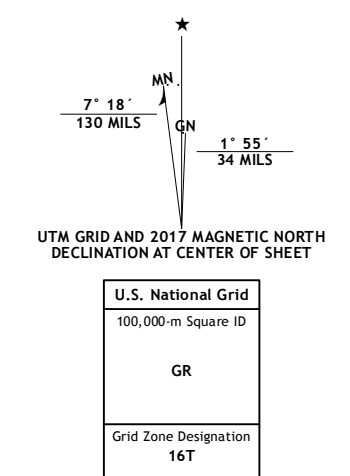 ★
MN
7° 18´
130 MILS
GN
1° 55´
34 MILS
UTM GRID AND 2017 MAGNETIC NORTH
DECLINATION AT CENTER OF SHEET
U.S. National Grid
100,000-m Square ID
GR
Grid Zone Designation
16T